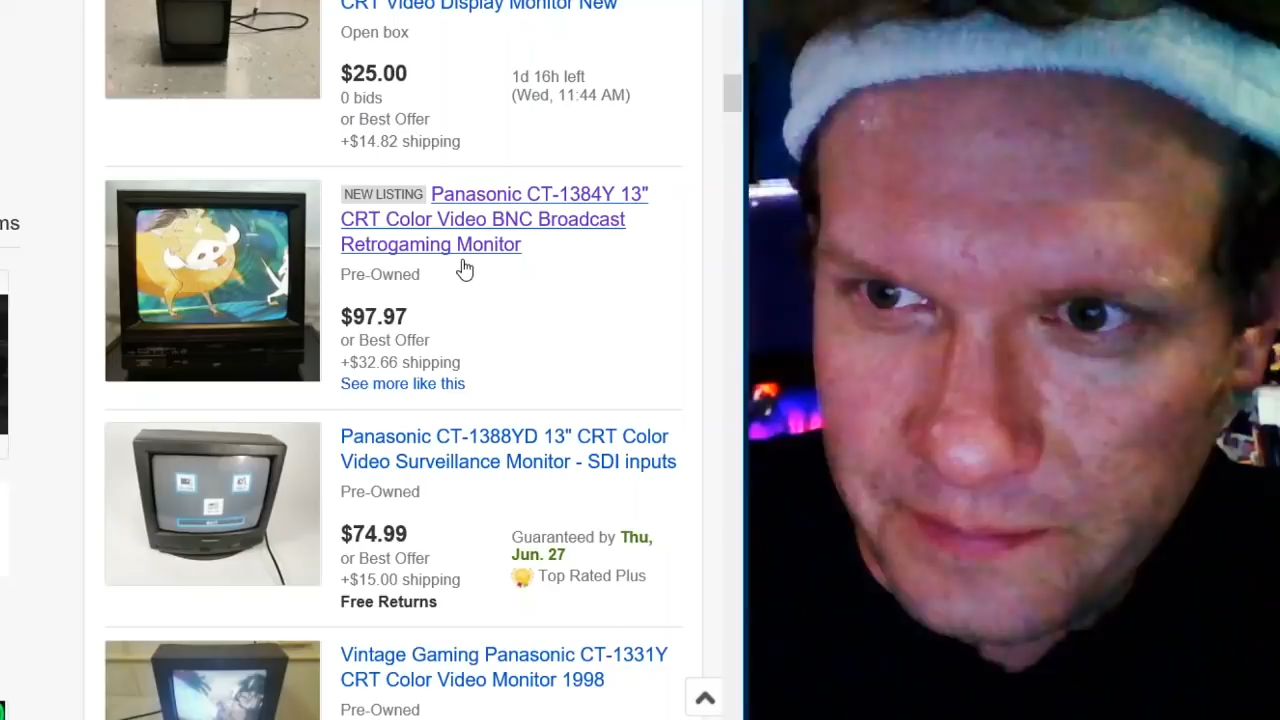 CRT Video Display Monitor New
Open box
$25.00
1d 16h left
0 bids
(Wed, 11:44 AM)
or Best Offer
+$14.82 shipping
NEW LISTING Panasonic CT-1384Y 13"
CRT Color Video BNC Broadcast
Retrogaming Monitor
ms
Pre-Owned
$97.97
or Best Offer
+$32.66 shipping
See more like this
Panasonic CT-1388YD 13" CRT Color
Video Surveillance Monitor - SDI inputs
Pre-Owned
$74.99
Guaranteed by Thu,
Jun. 27
or Best Offer
+$15.00 shipping
Top Rated Plus
Free Returns
Vintage Gaming Panasonic CT-1331Y
CRT Color Video Monitor 1998
Pre-Owned